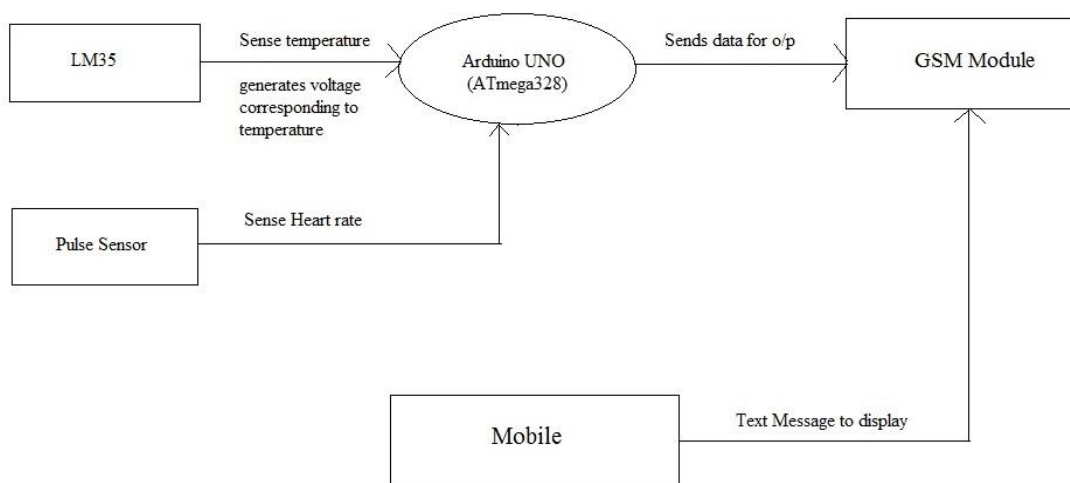 LM35
Sense temperature
generates voltage
corresponding to
temperature
Arduino UNO
(ATmega328)
Sends data for o/p
GSM Module
Pulse Sensor
Sense Heart rate
Mobile
Text Message to display